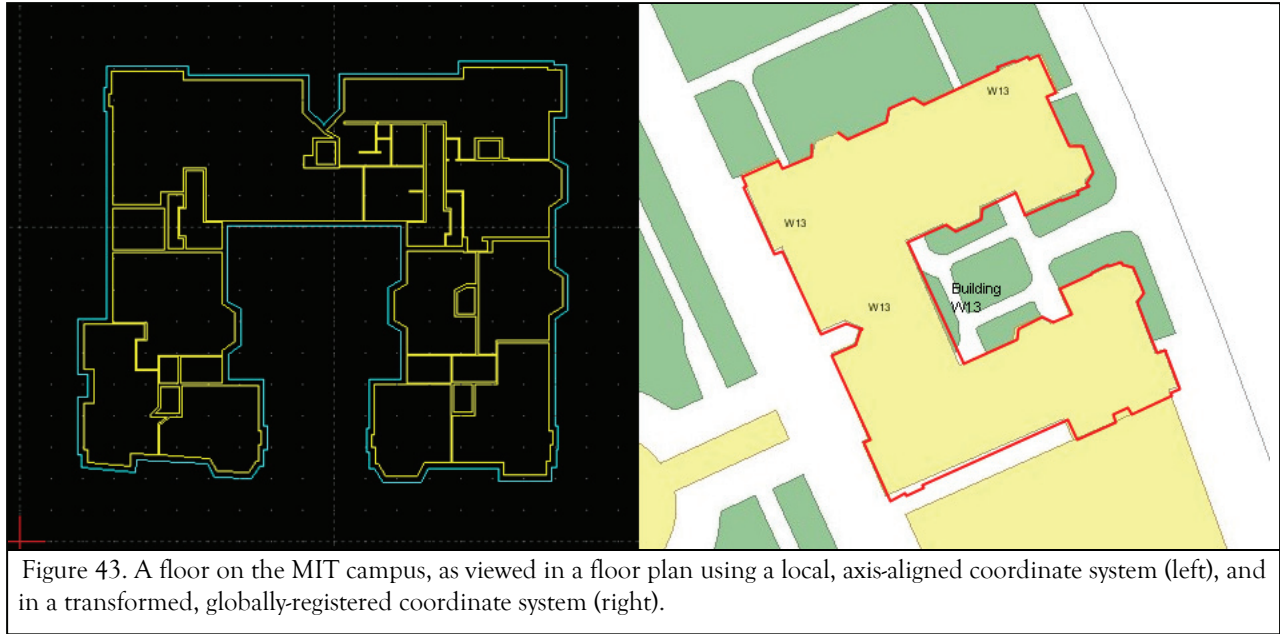 W13
W13
Building
W13
W13
Figure 43. A floor on the MIT campus, as viewed in a floor plan using a local, axis-aligned coordinate system (left), and
in a transformed, globally-registered coordinate system (right).